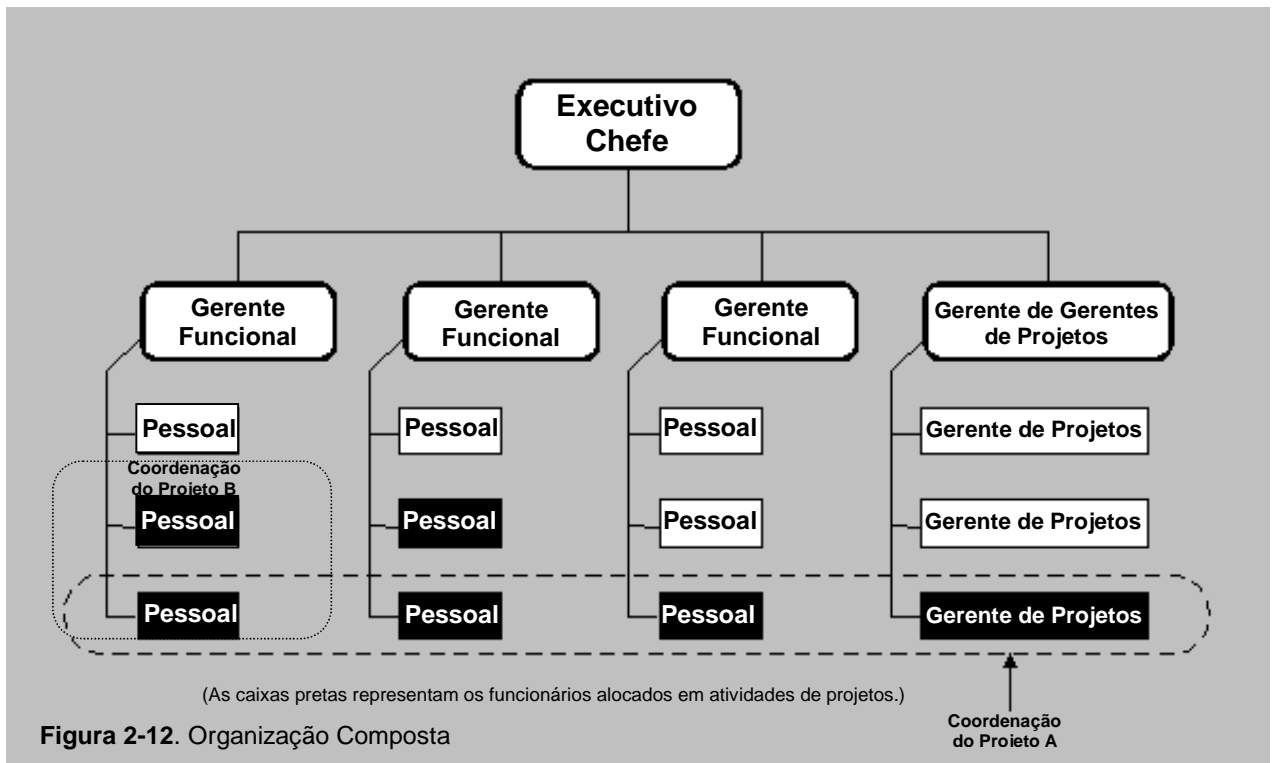 Executivo
Chefe
Gerente
Funcional
Gerente
Funcional
Gerente
Funcional
Gerente de Gerentes
de Projetos
Pessoal
Pessoal
Pessoal
Gerente de Projetos
Coordenação
do Projeto B
Pessoal
Pessoal
Pessoal
Gerente de Projetos
Pessoal
Pessoal
Pessoal
Gerente de Projetos
(As caixas pretas representam os funcionários alocados em atividades de projetos.)
Coordenação
do Projeto A
Figura 2-12. Organização Composta